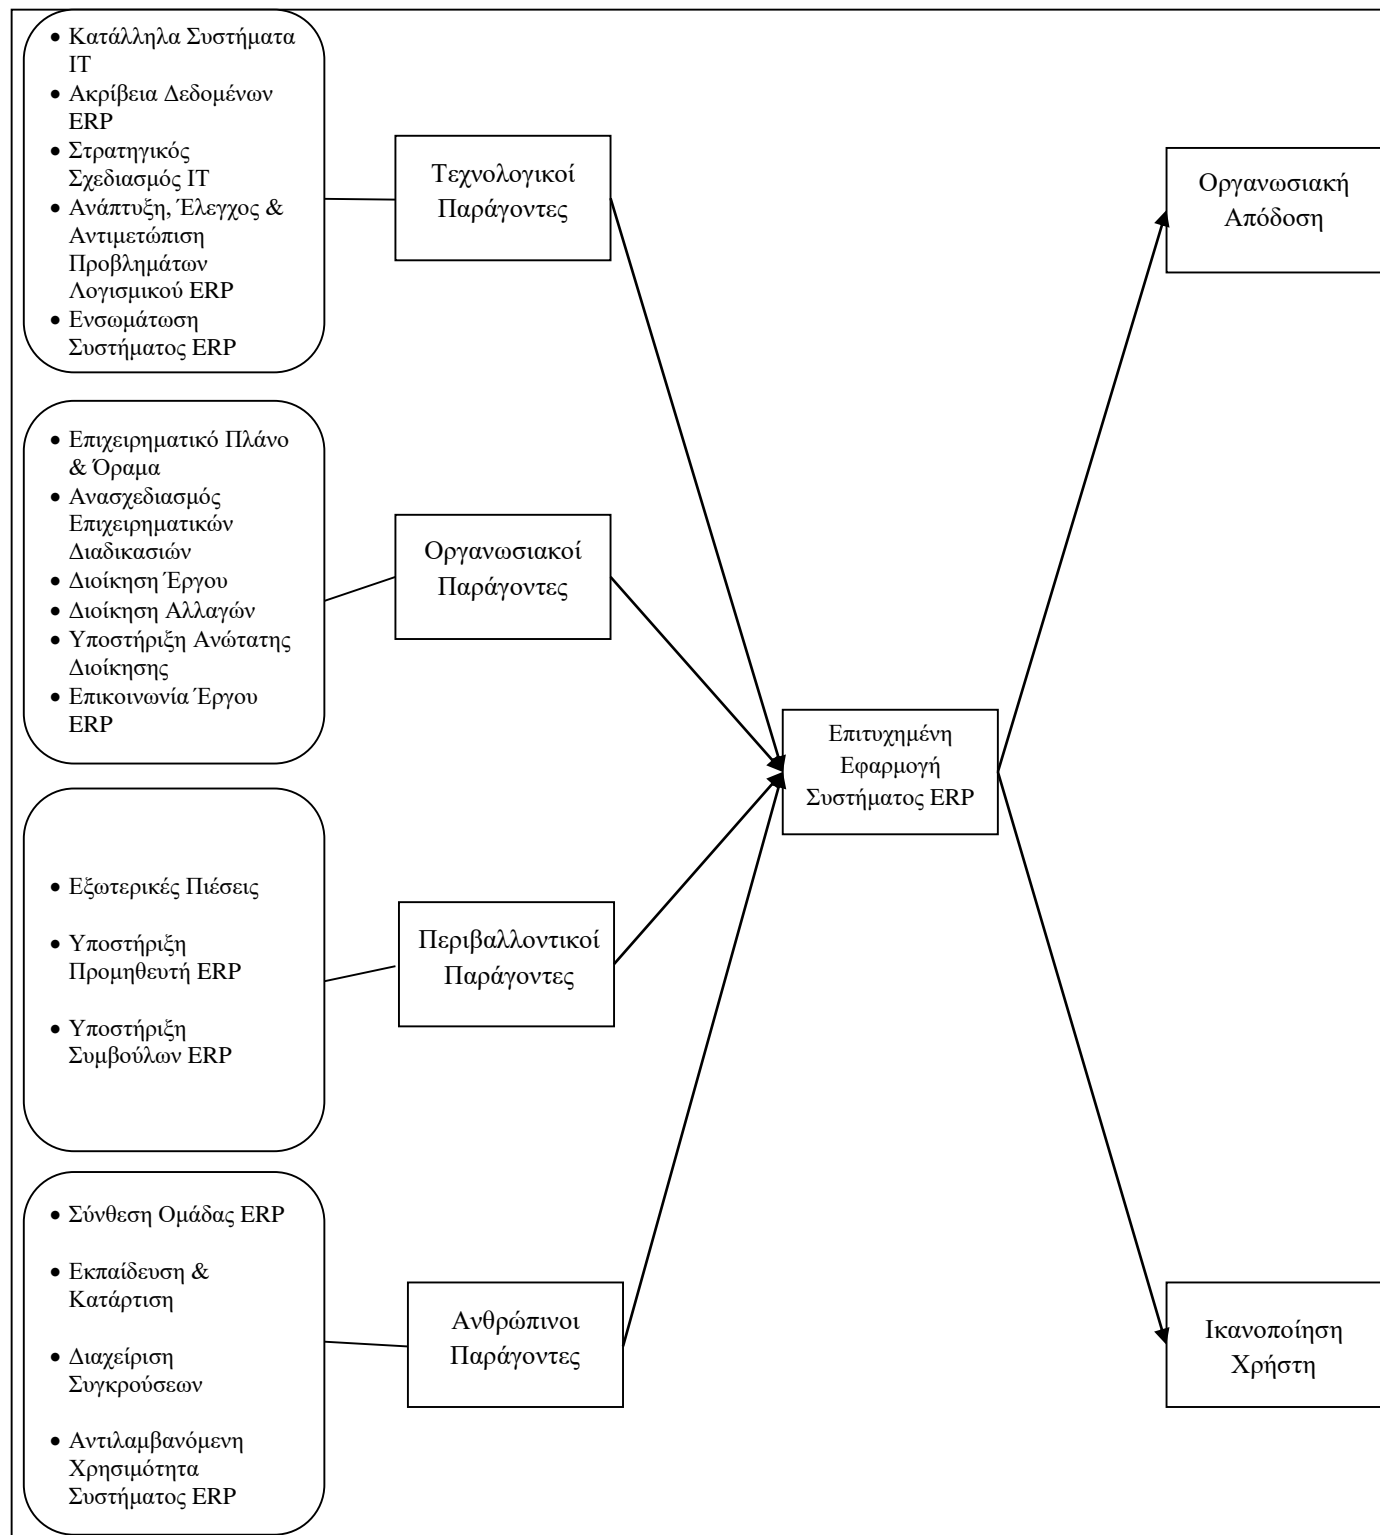 • Κατάλληλα Συστήματα
ΙΤ
• Ακρίβεια Δεδομένων
ERP
• Στρατηγικός
Σχεδιασμός ΙΤ
• Ανάπτυξη, Έλεγχος &
Αντιμετώπιση
Προβλημάτων
Λογισμικού ERP
• Ενσωμάτωση
Συστήματος ERP
Τεχνολογικοί
Παράγοντες
• Επιχειρηματικό Πλάνο
& Όραμα
• Ανασχεδιασμός
Επιχειρηματικών
Διαδικασιών
• Διοίκηση Έργου
• Διοίκηση Αλλαγών
• Υποστήριξη Ανώτατης
Διοίκησης
• Επικοινωνία Έργου
ERP
Οργανωσιακοί
Παράγοντες
• Εξωτερικές Πιέσεις
• Υποστήριξη
Προμηθευτή ERP
• Υποστήριξη
Συμβούλων ERP
Περιβαλλοντικοί
Παράγοντες
• Σύνθεση Ομάδας ERP
• Εκπαίδευση &
Κατάρτιση
• Διαχείριση
Συγκρούσεων
• Αντιλαμβανόμενη
Χρησιμότητα
Συστήματος ERP
Ανθρώπινοι
Παράγοντες
Επιτυχημένη
Εφαρμογή
Συστήματος ERP
Οργανωσιακή
Απόδοση
Ικανοποίηση
Χρήστη